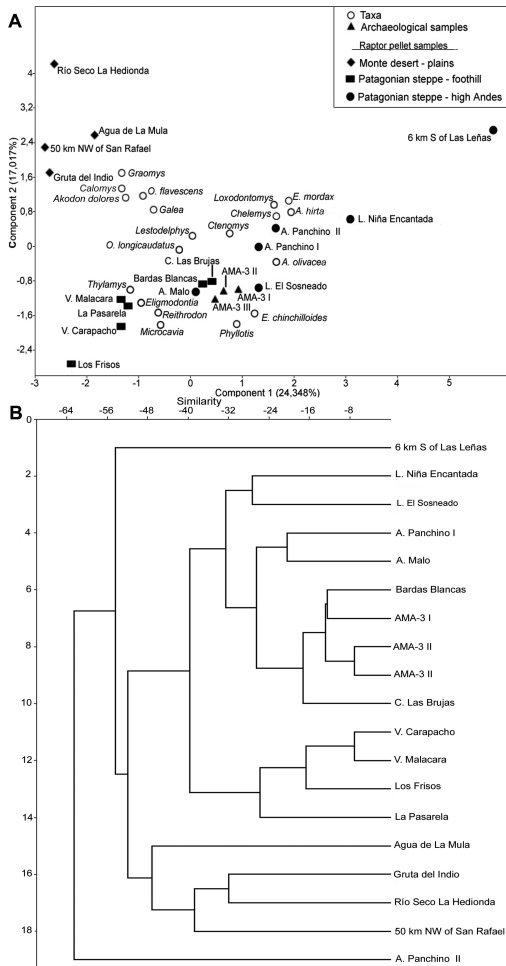 A
Component 2 (17,017%)
4
3,2
2,4
1,6
0,8
0
-0,8
-1,6
-2,4
Taxa
Archaeological samples
Raptor pellet samples
Monte desert - plains
Patagonian steppe - foothill
Patagonian steppe - high Andes
Río Seco La Hedionda
Agua de La Mula
50 km NW of San Rafael
6 km S of Las Leñas
Gruta del Indio
Graomys
Calomys
Akodon dolores
O. flavescens
Galea
Loxodontomys
E. mordax
Chelemys
A. hirta
L. Niña Encantada
Lestodelphys
Ctenomys
A. Panchino II
O. longicaudatus
A. Panchino I
C. Las Brujas
AMA-3 II
A. olivacea
Thylamys
Bardas Blancas
L. El Sosneado
V. Malacara
A. Malo
AMA-3 I
Eligmodontia
AMA-3 III
La Pasarela
Reithrodon
E. chinchilloides
V. Carapacho
Microcavia
Phyllotis
Los Frisos
-3 -2 -1 0 1 2 3 4 5
Component 1 (24,348%)
B
Similarity
-64 -56 -48 -40 -32 -24 -16 -8
0
2
4
6
8
10
12
14
16
18
6 km S of Las Leñas
L. Niña Encantada
L. El Sosneado
A. Panchino I
A. Malo
Bardas Blancas
AMA-3 I
AMA-3 II
AMA-3 II
C. Las Brujas
V. Carapacho
V. Malacara
Los Frisos
La Pasarela
Agua de La Mula
Gruta del Indio
Río Seco La Hedionda
50 km NW of San Rafael
A. Panchino II